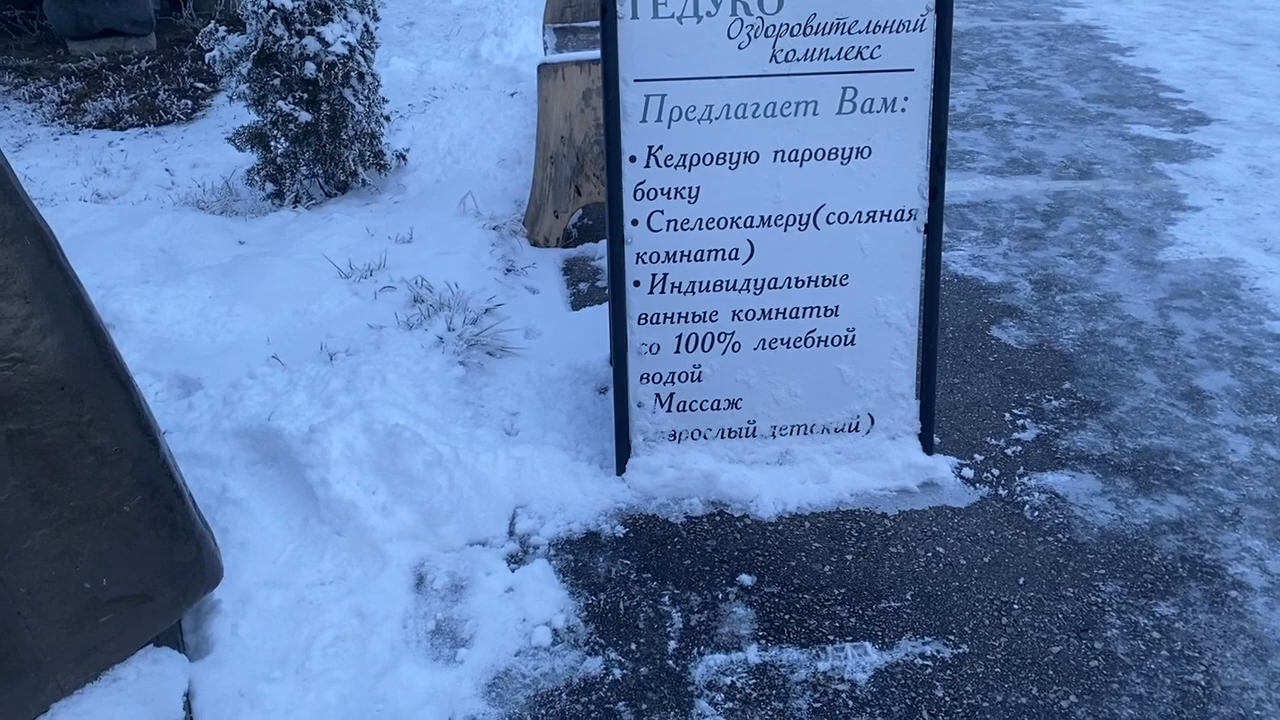 ТЕДУКО
Оздоровительный
комплекс
Предлагает Вам:
• Кедровую паровую
бочку
• Спелеокамеру(соляная
комната)
• Индивидуальные
ванные комнаты
со 100% лечебной
водой
• Массаж
детский)